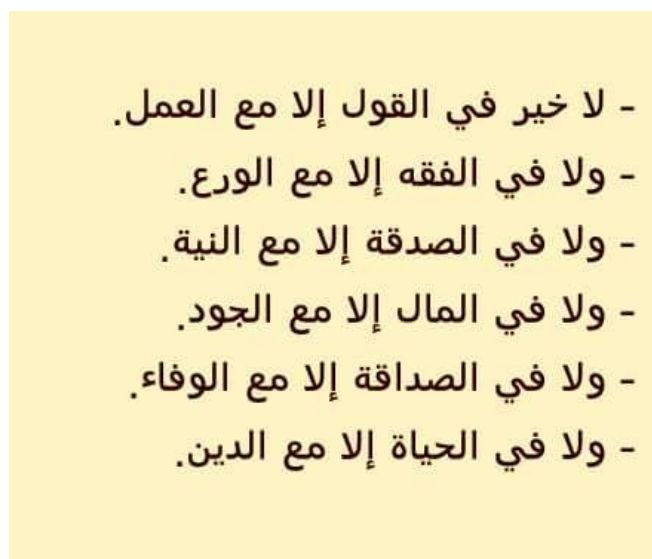 - لا خير في القول إلا مع العمل.
- ولا في الفقه إلا مع الورع.
- ولا في الصدقة إلا مع النية.
- ولا في المال إلا مع الجود.
- ولا في الصداقة إلا مع الوفاء.
- ولا في الحياة إلا مع الدين.